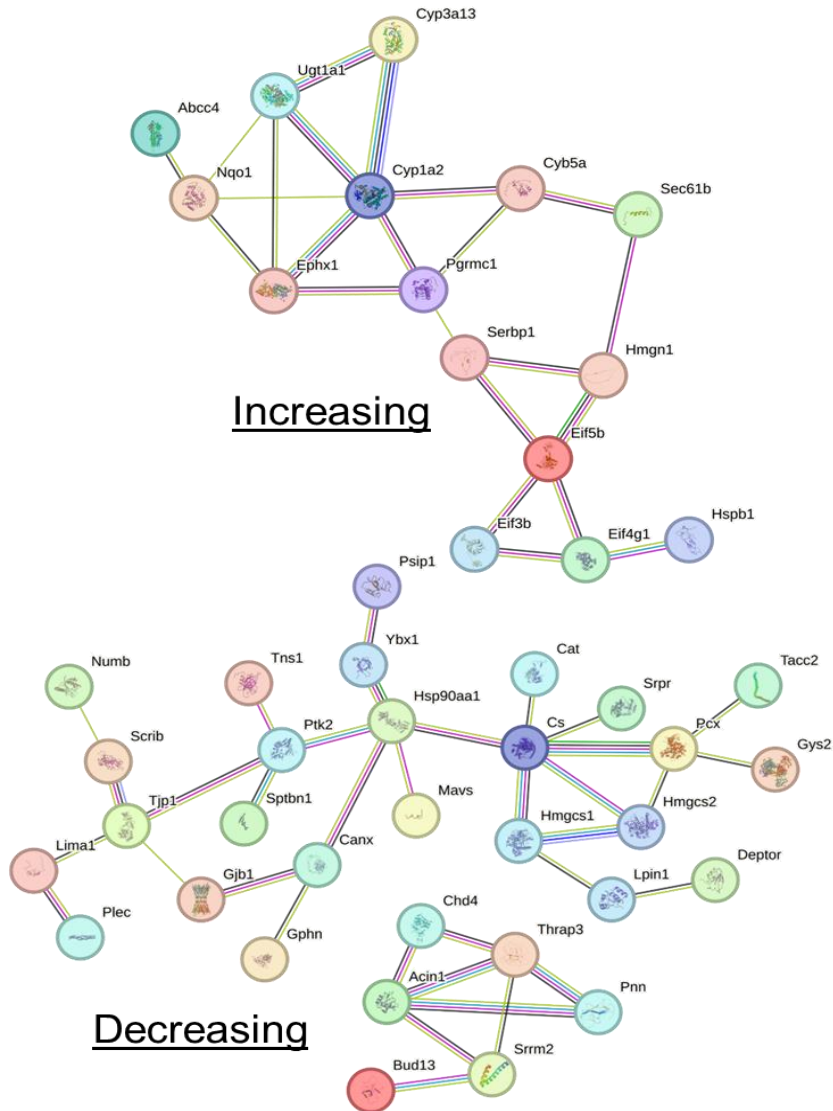 Cyp3a13
Ugt1a1
Abcc4
Nqo1
Cyp1a2
Cyb5a
Sec61b
Ephx1
Pgrmc1
Serbp1
Hmgn1
Increasing
Eif5b
Eif3b
Eif4g1
Hspb1
Psip1
Ybx1
Numb
Tns1
Cat
Tacc2
Hsp90aa1
Srpr
Scrib
Ptk2
Cs
Pcx
Gys2
Tjp1
Sptbn1
Mavs
Hmgcs1
Hmgcs2
Lima1
Canx
Gjb1
Lpin1
Deptor
Plec
Gphn
Chd4
Thrap3
Acin1
Pnn
Decreasing
Bud13
Srrm2